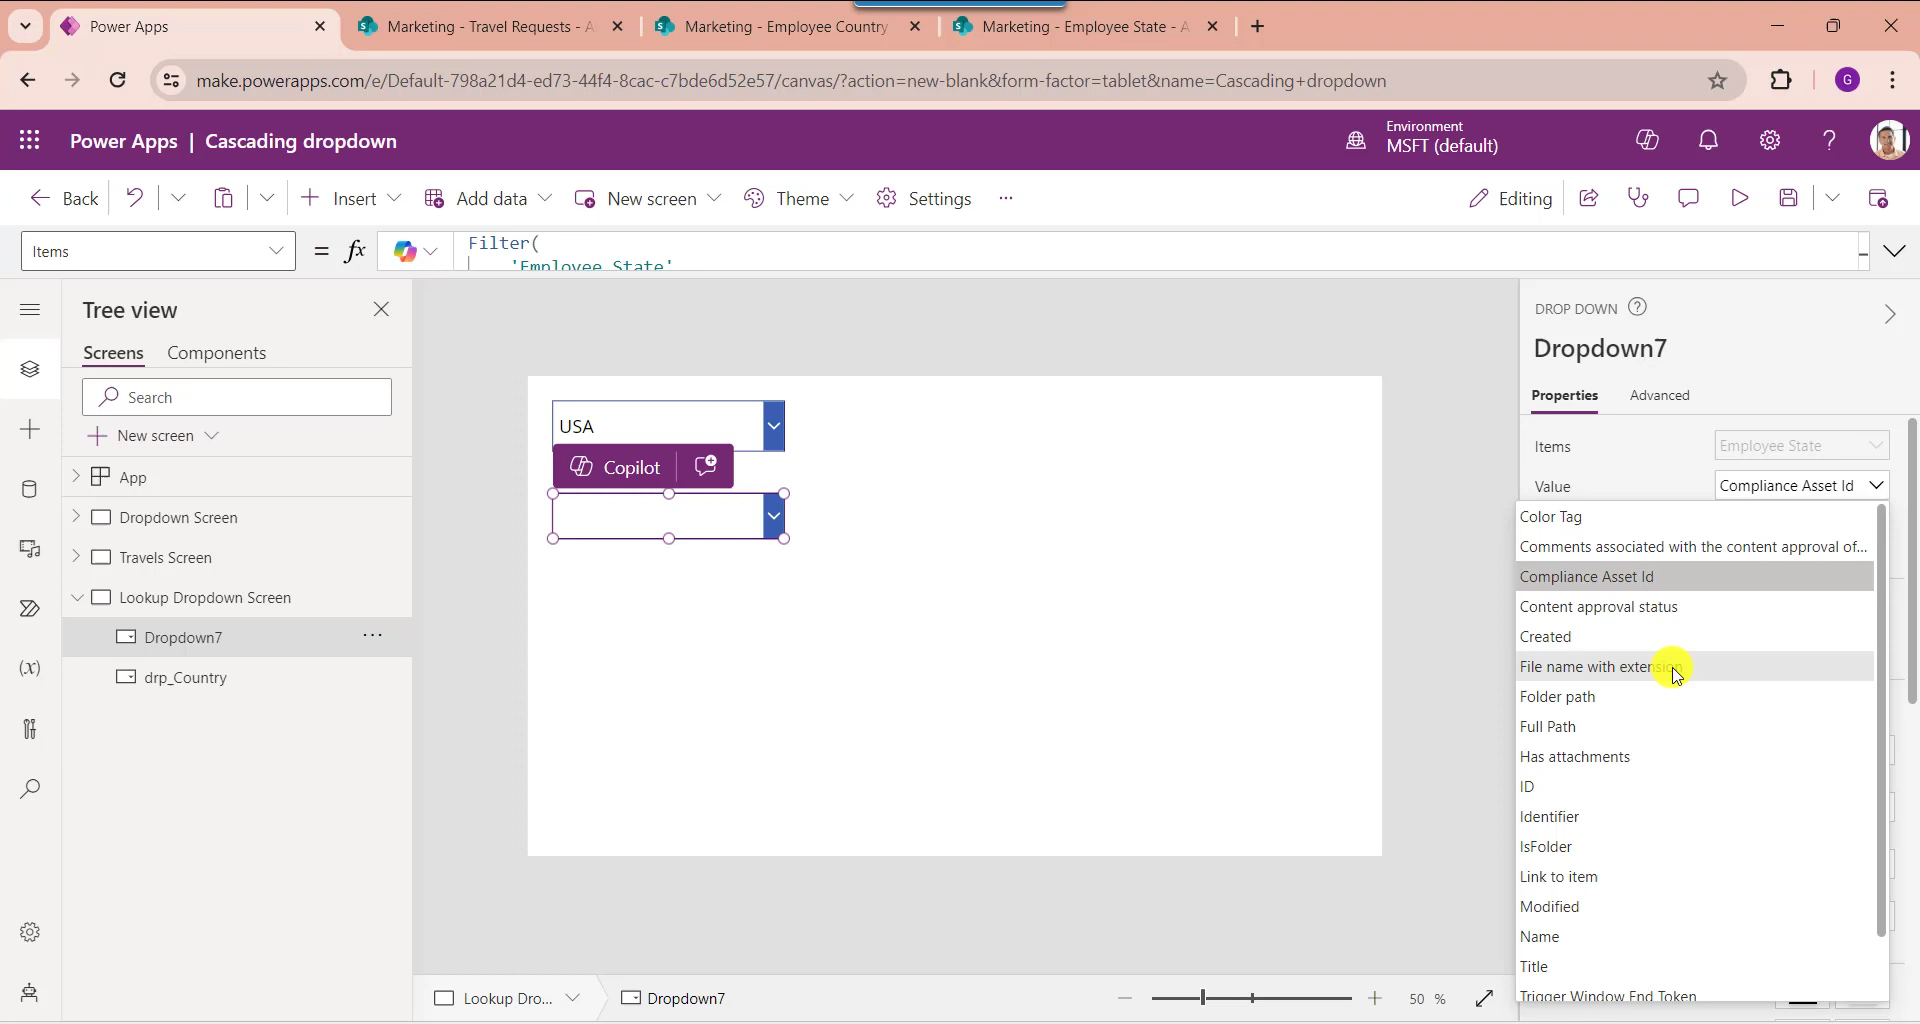 Power Apps
Marketing - Travel Requests - A
Marketing - Employee Country
Marketing - Employee State - A
make.powerapps.com/e/Default-798a21d4-ed73-44f4-8cac-c7bde6d52e57/canvas/?action=new-blank&form-factor=tablet&name=Cascading+dropdown
G
Power Apps | Cascading dropdown
Environment
MSFT (default)
Back
Insert
Add data
New screen
Theme
Settings
Editing
Items
= fx
Filter(
'Employee State'
Tree view
Screens
Components
Search
New screen
App
Dropdown Screen
Travels Screen
Lookup Dropdown Screen
Dropdown7
drp_Country
USA
Copilot
DROP DOWN
Dropdown7
Properties
Advanced
Items
Employee State
Value
Compliance Asset Id
Color Tag
Comments associated with the content approval of...
Compliance Asset Id
Content approval status
Created
File name with extension
Folder path
Full Path
Has attachments
ID
Identifier
IsFolder
Link to item
Modified
Name
Title
Trigger Window End Token
Lookup Dro...
Dropdown7
50 %